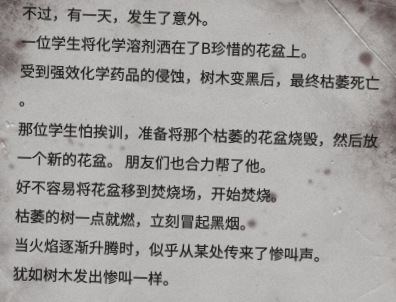 不过，有一天，发生了意外。
一位学生将化学溶剂洒在了B珍惜的花盆上。
受到强效化学药品的侵蚀，树木变黑后，最终枯萎死亡
。
那位学生怕挨训，准备将那个枯萎的花盆烧毁，然后放
一个新的花盆。 朋友们也合力帮了他。
好不容易将花盆移到焚烧场，开始焚烧。
枯萎的树一点就燃，立刻冒起黑烟。
当火焰逐渐升腾时，似乎从某处传来了惨叫声。
犹如树木发出惨叫一样。